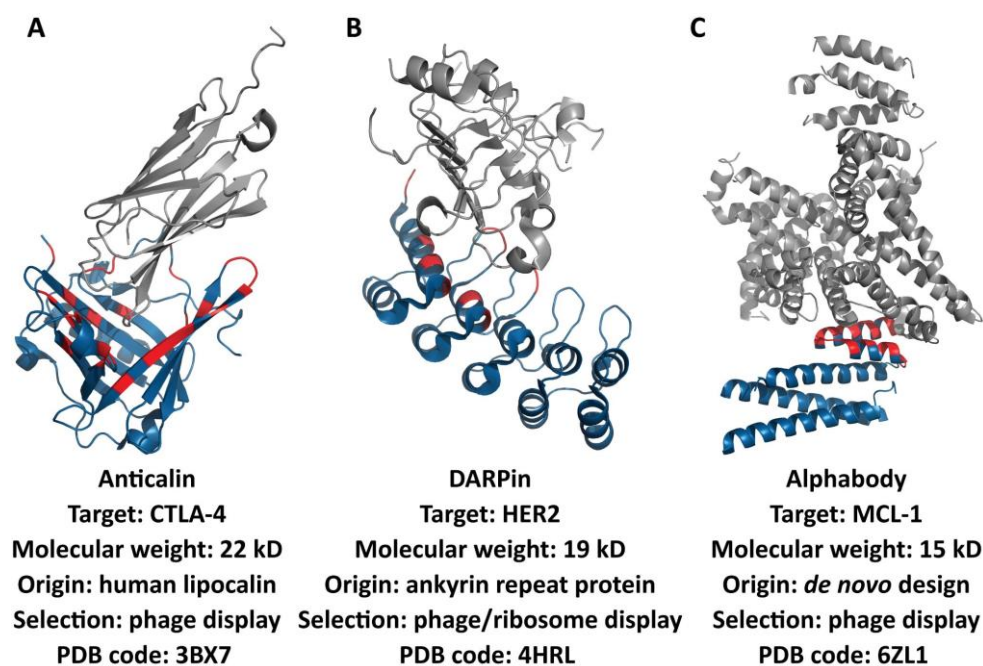 A
B
C
Anticalin
Target: CTLA-4
Molecular weight: 22 kD
Origin: human lipocalin
Selection: phage display
PDB code: 3BX7
DARPin
Target: HER2
Molecular weight: 19 kD
Origin: ankyrin repeat protein
Selection: phage/ribosome display
PDB code: 4HRL
Alphabody
Target: MCL-1
Molecular weight: 15 kD
Origin: de novo design
Selection: phage display
PDB code: 6ZL1